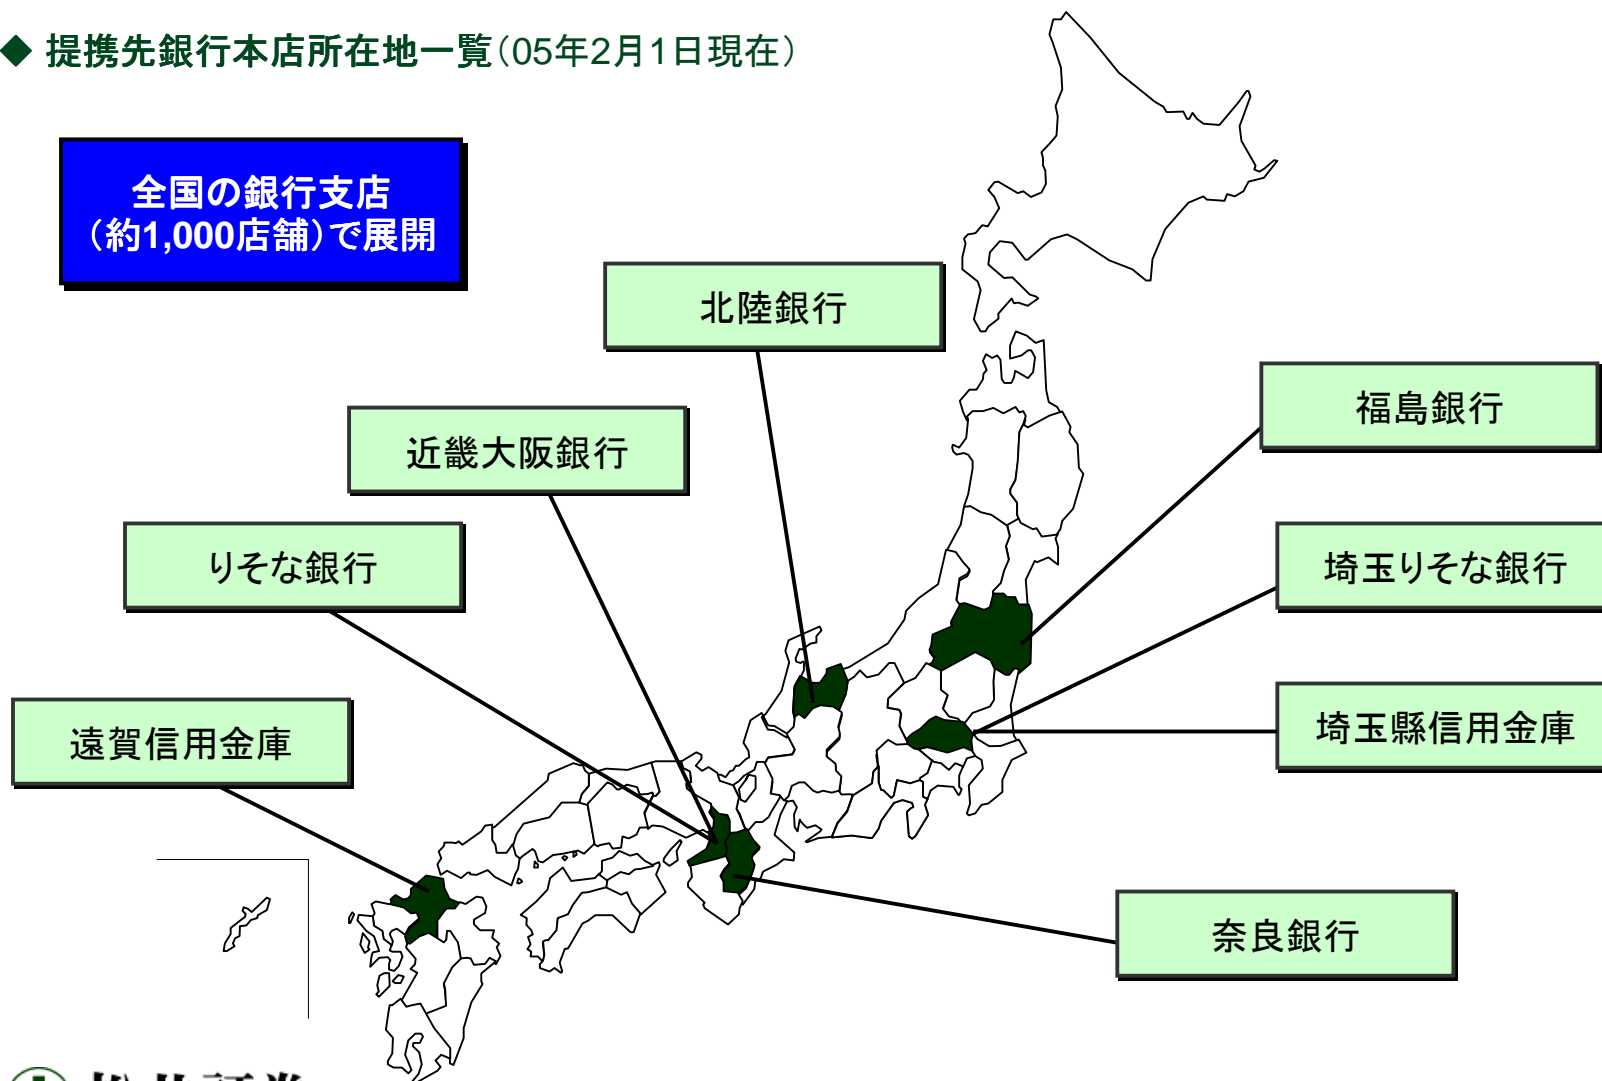 ◆ 提携先銀行本店所在地一覧（05年2月1日現在）
全国の銀行支店
（約1,000店舗）で展開
北陸銀行
福島銀行
近畿大阪銀行
りそな銀行
埼玉りそな銀行
遠賀信用金庫
埼玉縣信用金庫
奈良銀行